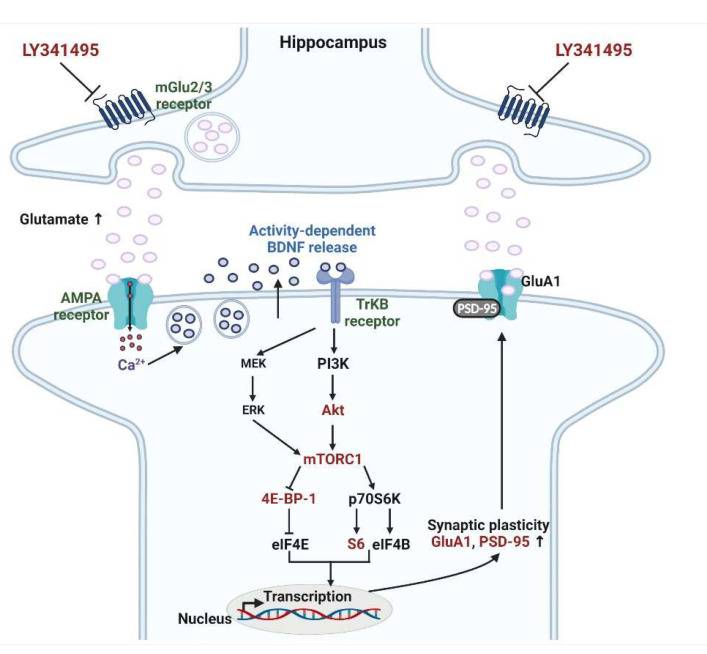 Hippocampus
LY341495
LY341495
mGlu2/3
receptor
Glutamate ↑
Activity-dependent
BDNF release
GluA1
AMPA
receptor
TrKB
receptor
PSD-95
Ca²⁺
MEK
PI3K
ERK
Akt
mTORC1
4E-BP-1
p70S6K
eIF4E
S6
eIF4B
Synaptic plasticity
GluA1, PSD-95 ↑
Transcription
Nucleus